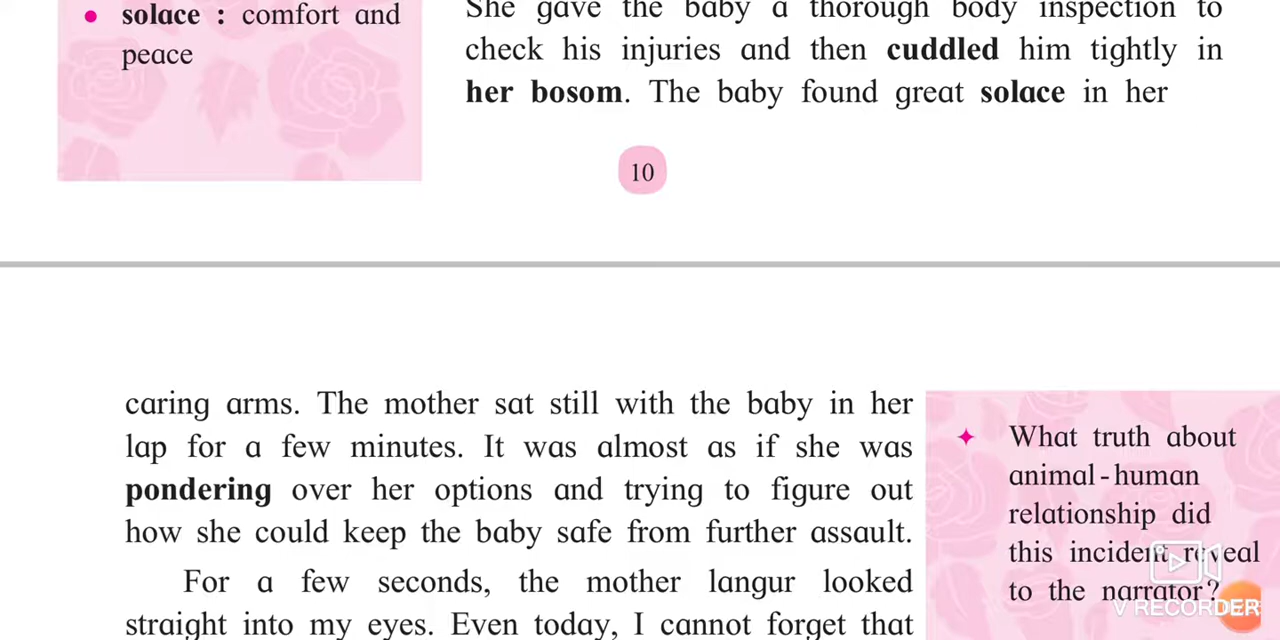 solace : comfort and
peace
She gave the baby a thorough body inspection to
check his injuries and then cuddled him tightly in
her bosom. The baby found great solace in her
10
caring arms. The mother sat still with the baby in her
lap for a few minutes. It was almost as if she was
pondering over her options and trying to figure out
how she could keep the baby safe from further assault.
For a few seconds, the mother langur looked
straight into my eyes. Even today, I cannot forget that
What truth about
animal-human
relationship did
this incident reveal
to the narrator?
V RECORDER